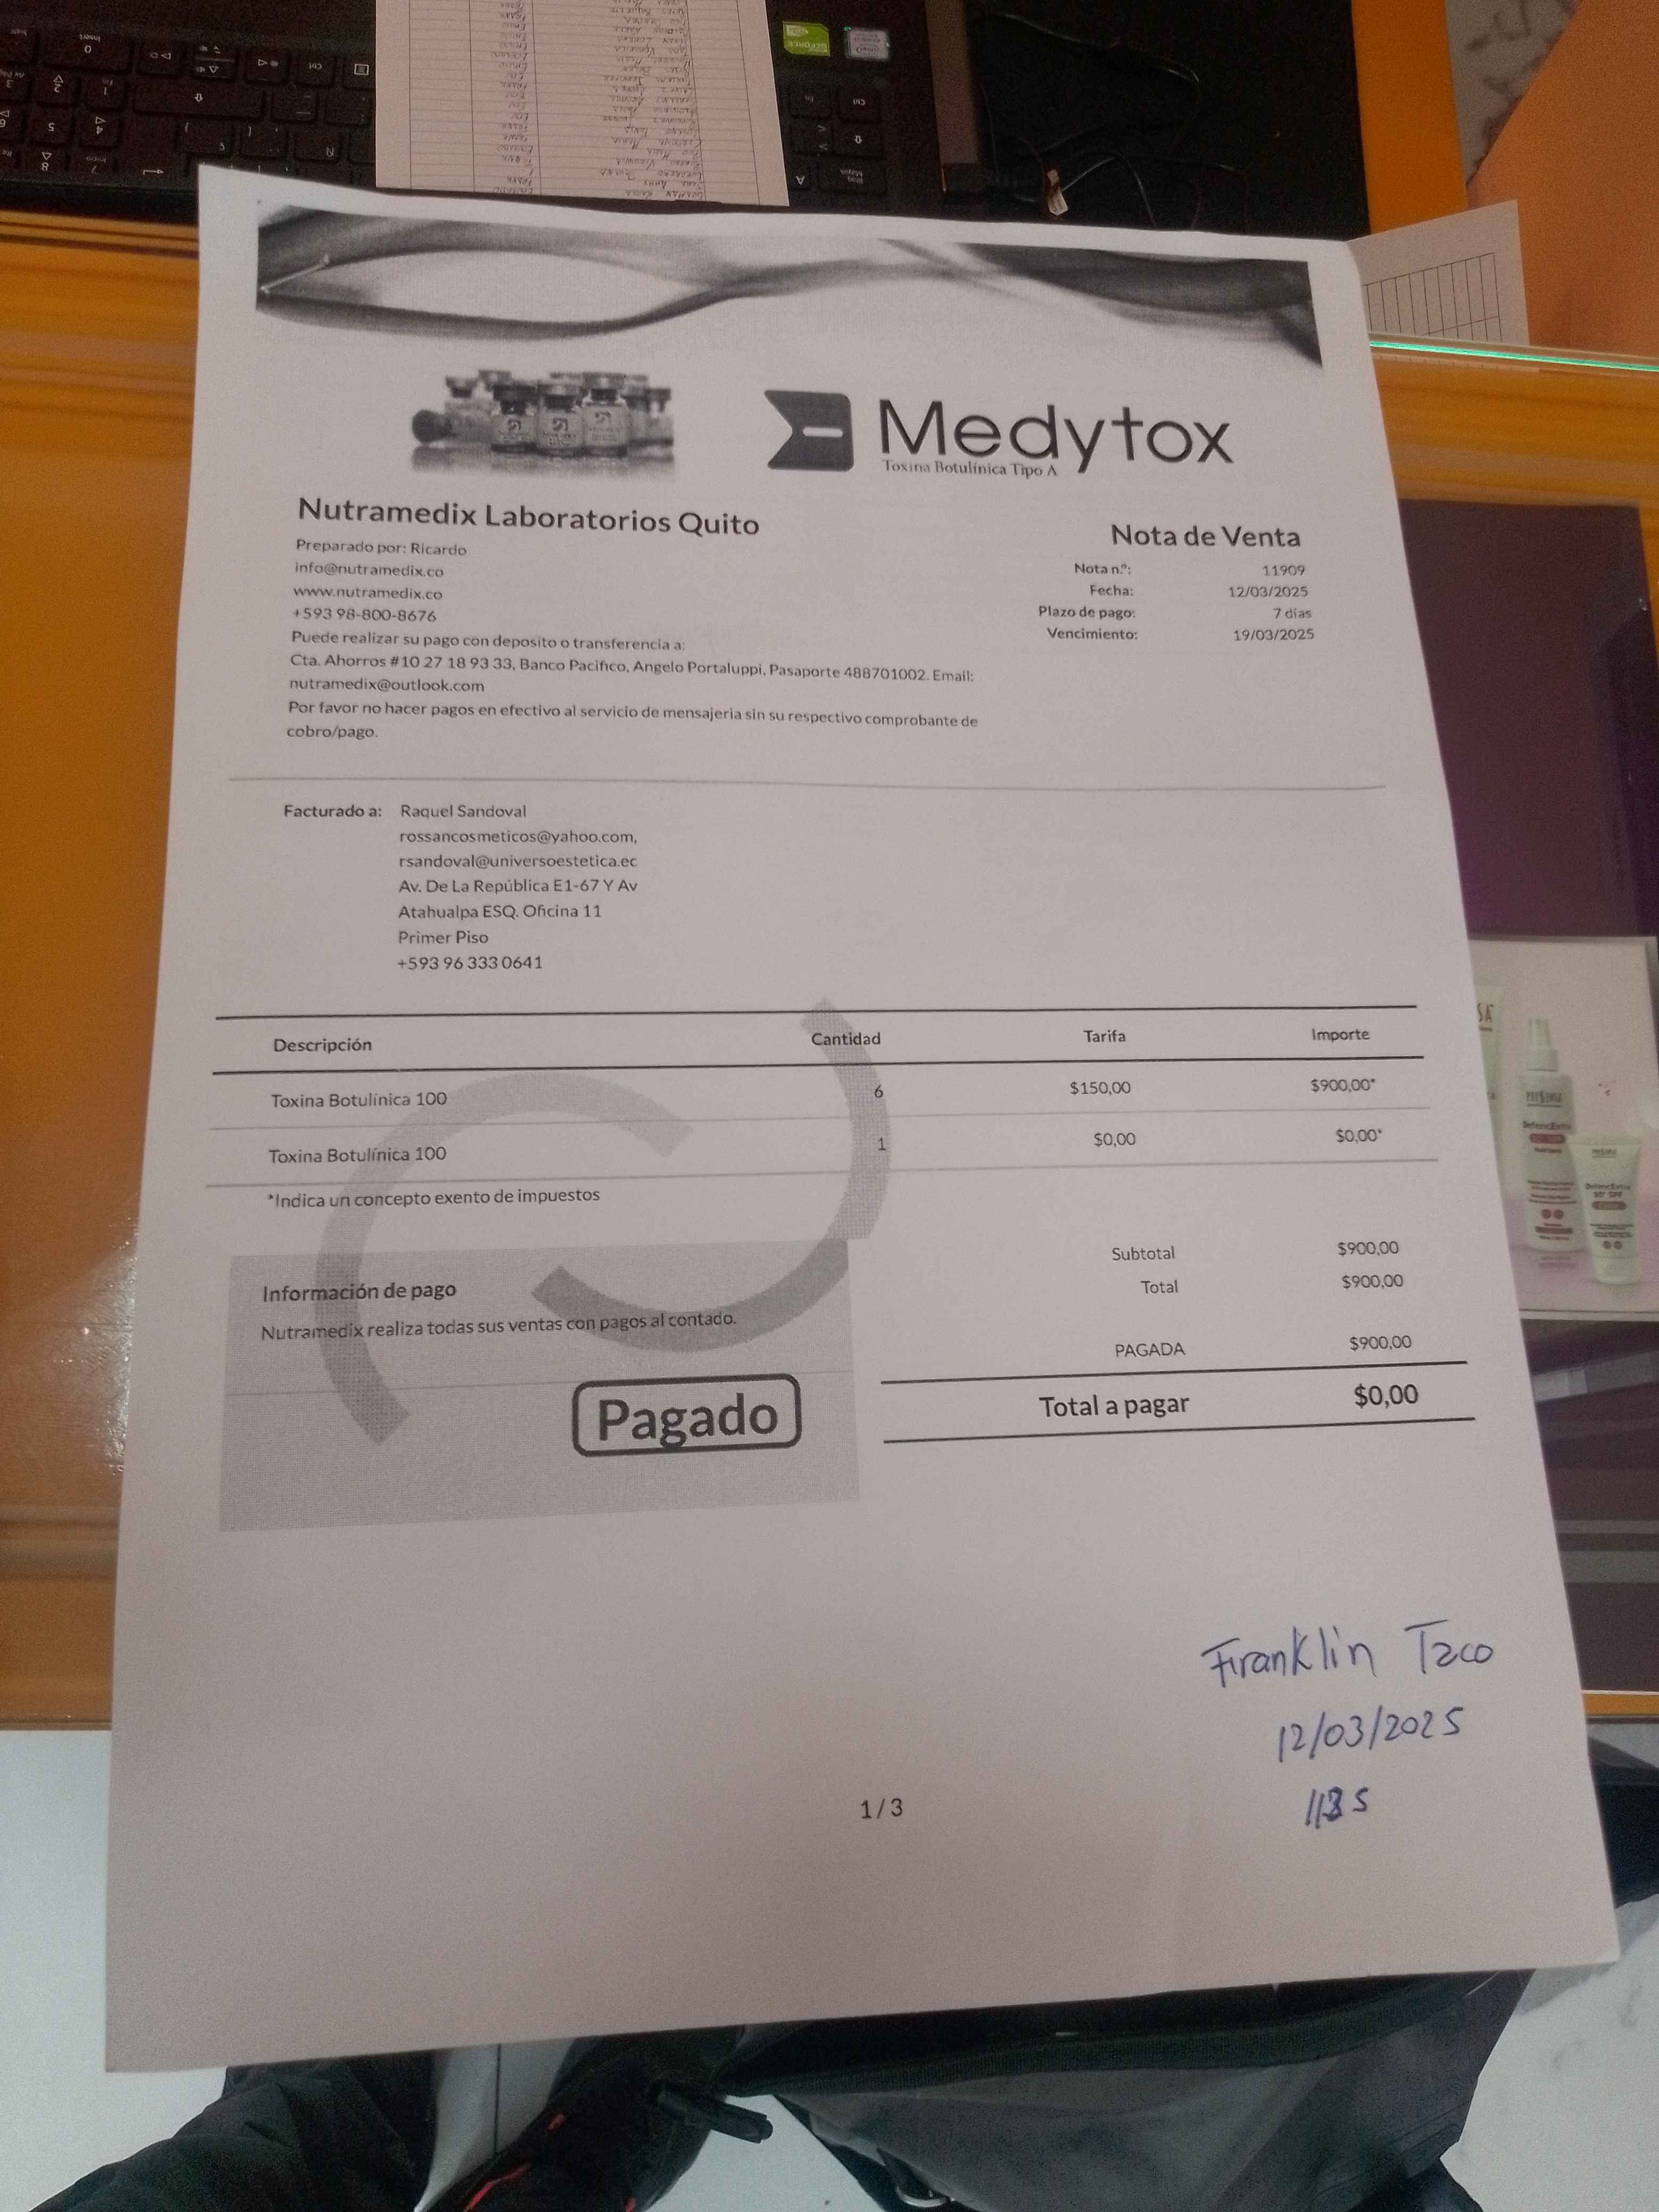 Medytox
Toxina Botulínica Tipo A
Nutramedix Laboratorios Quito
Preparado por: Ricardo
info@nutramedix.co
www.nutramedix.co
+593 98-800-8676
Puede realizar su pago con deposito o transferencia a:
Cta. Ahorros #10 27 18 93 33, Banco Pacifico, Angelo Portaluppi, Pasaporte 488701002. Email:
nutramedix@outlook.com
Por favor no hacer pagos en efectivo al servicio de mensajeria sin su respectivo comprobante de
cobro/pago.
Nota de Venta
Nota n.º: 11909
Fecha: 12/03/2025
Plazo de pago: 7 días
Vencimiento: 19/03/2025
Facturado a: Raquel Sandoval
rossancosmeticos@yahoo.com,
rsandoval@universoestetica.ec
Av. De La República E1-67 Y Av
Atahualpa ESQ. Oficina 11
Primer Piso
+593 96 333 0641
Descripción Cantidad Tarifa Importe
Toxina Botulínica 100 6 $150,00 $900,00*
Toxina Botulínica 100 1 $0,00 $0,00*
*Indica un concepto exento de impuestos
Subtotal $900,00
Total $900,00
PAGADA $900,00
Total a pagar $0,00
Información de pago
Nutramedix realiza todas sus ventas con pagos al contado.
Pagado
Franklin Taco
12/03/2025
1/3